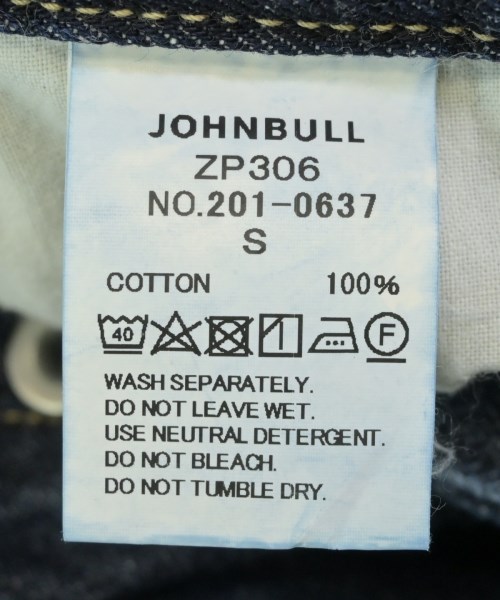 JOHNBULL
ZP306
NO.201-0637
S
COTTON 100%
40 F
WASH SEPARATELY.
DO NOT LEAVE WET.
USE NEUTRAL DETERGENT.
DO NOT BLEACH.
DO NOT TUMBLE DRY.